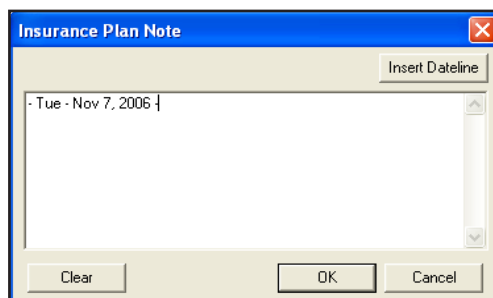 Insurance Plan Note
Insert Dateline
- Tue - Nov 7, 2006 -
Clear OK Cancel